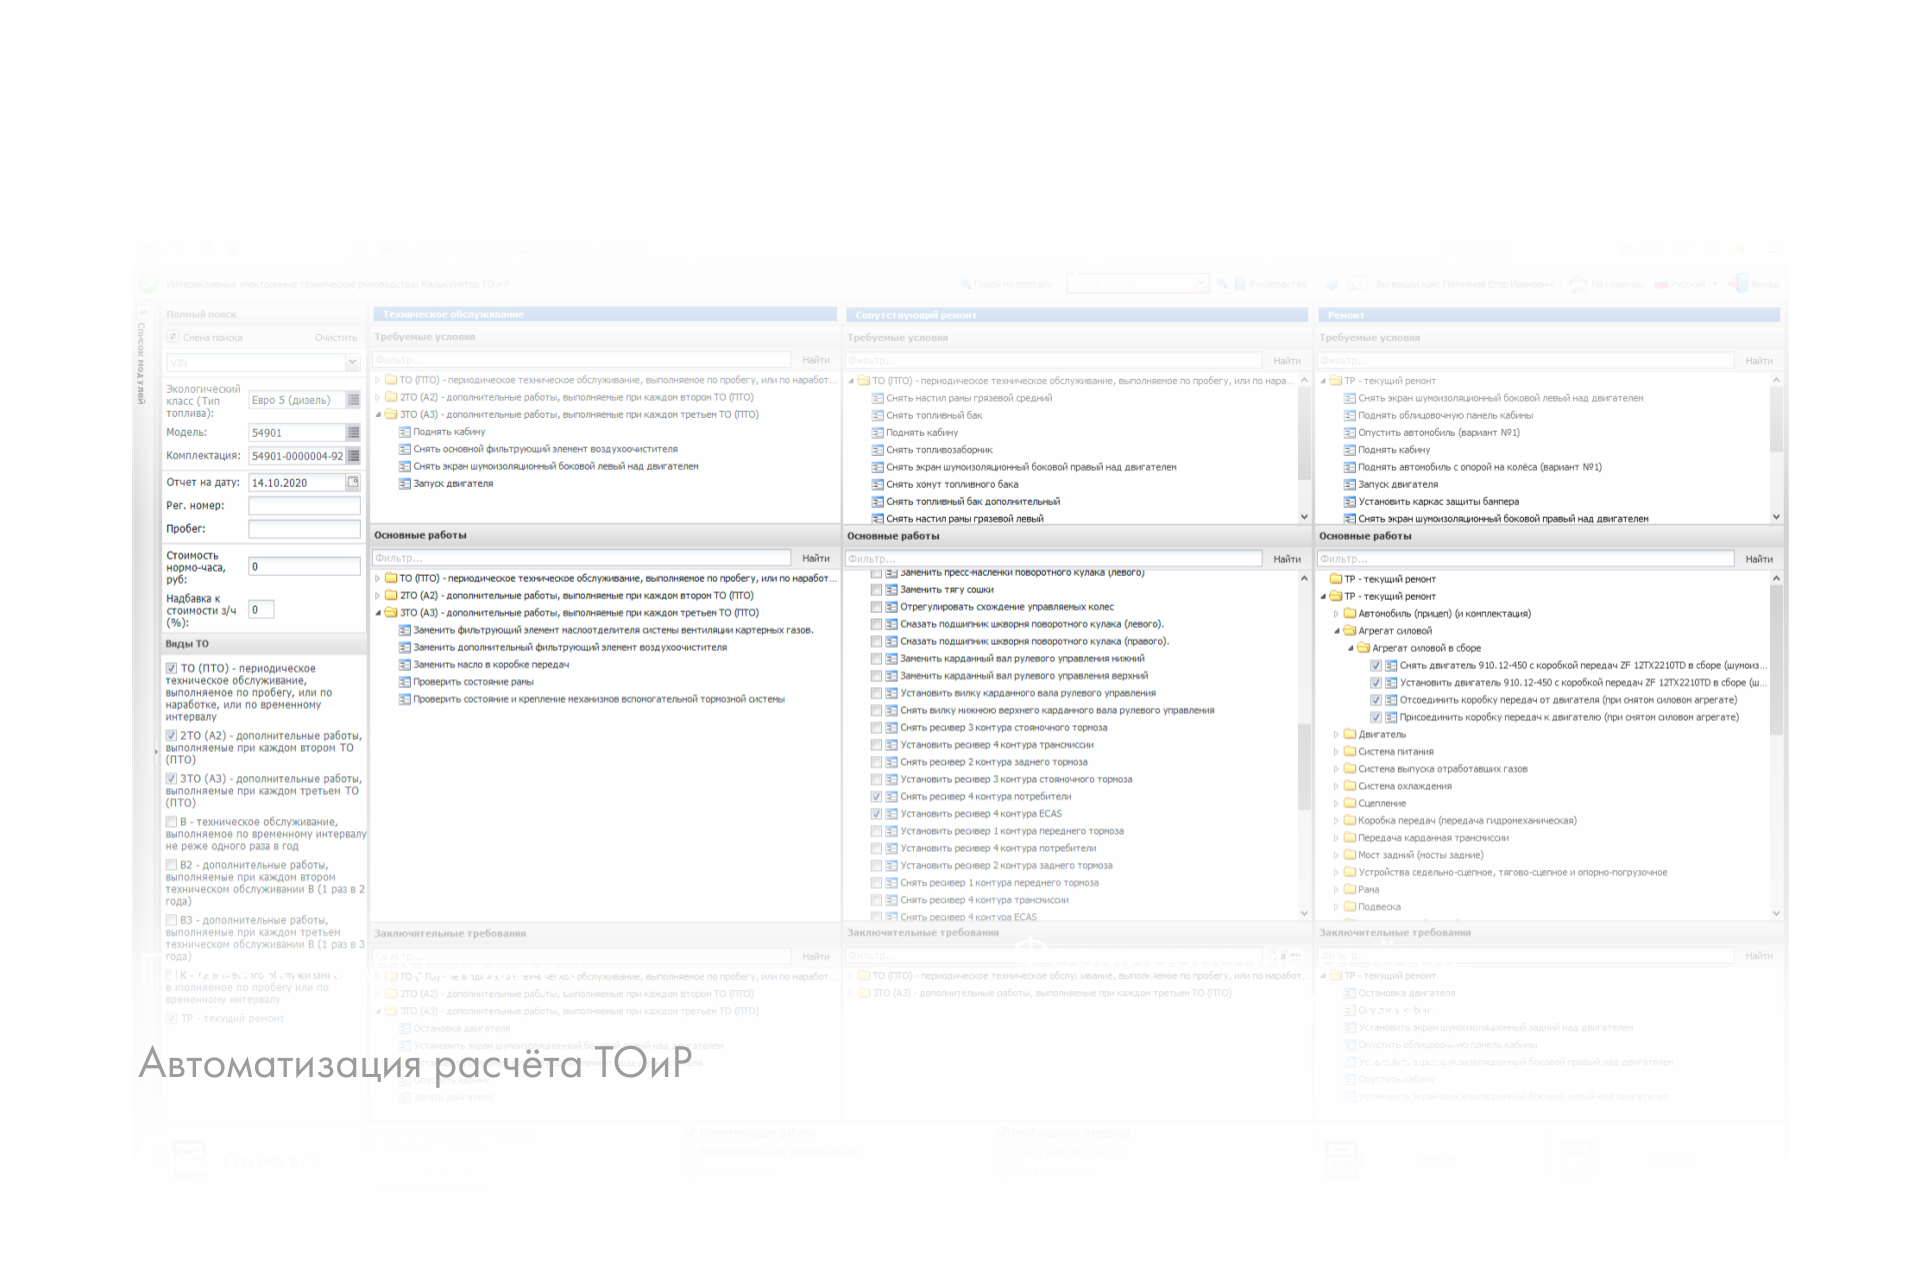 Интерактивные электронные технические руководства: Калькулятор ТО и Р
Поиск по порталу
Руководства
Вы вошли как: Полуянов Егор Иванович
На главную
Русский
Выход
Список модулей
Полный поиск
Смена поиска
Очистить
VIN
Экологический
класс (Тип
топлива):
Евро 5 (дизель)
Модель:
54901
Комплектация:
54901-0000004-92
Отчет на дату:
14.10.2020
Рег. номер:
Пробег:
Стоимость
нормо-часа,
руб:
0
Надбавка к
стоимости з/ч
(%):
0
Виды ТО
ТО (ПТО) - периодическое
техническое обслуживание,
выполняемое по пробегу, или по
наработке, или по временному
интервалу
2ТО (А2) - дополнительные работы,
выполняемые при каждом втором ТО
(ПТО)
3ТО (А3) - дополнительные работы,
выполняемые при каждом третьем ТО
(ПТО)
В - техническое обслуживание,
выполняемое по временному интервалу
не реже одного раза в год
В2 - дополнительные работы,
выполняемые при каждом втором
техническом обслуживании В (1 раз в 2
года)
В3 - дополнительные работы,
выполняемые при каждом третьем
техническом обслуживании В (1 раз в 3
года)
по пробегу или по
временному интервалу
ТР - текущий ремонт
Техническое обслуживание
Требуемые условия
Фильтр...
Найти
ТО (ПТО) - периодическое техническое обслуживание, выполняемое по пробегу, или по наработ...
2ТО (А2) - дополнительные работы, выполняемые при каждом втором ТО (ПТО)
3ТО (А3) - дополнительные работы, выполняемые при каждом третьем ТО (ПТО)
Поднять кабину
Снять основной фильтрующий элемент воздухоочистителя
Снять экран шумоизоляционный боковой левый над двигателем
Запуск двигателя
Основные работы
Фильтр...
Найти
ТО (ПТО) - периодическое техническое обслуживание, выполняемое по пробегу, или по наработ...
2ТО (А2) - дополнительные работы, выполняемые при каждом втором ТО (ПТО)
3ТО (А3) - дополнительные работы, выполняемые при каждом третьем ТО (ПТО)
Заменить фильтрующий элемент маслоотделителя системы вентиляции картерных газов.
Заменить дополнительный фильтрующий элемент воздухоочистителя
Заменить масло в коробке передач
Проверить состояние рамы
Проверить состояние и крепление механизмов вспомогательной тормозной системы
Заключительные требования
Найти
обслуживание, выполняемое по пробегу, или по наработ...
2ТО (А2) - дополнительные работы, выполняемые при каждом втором ТО (ПТО)
3ТО (А3) - дополнительные работы, выполняемые при каждом третьем ТО (ПТО)
Остановка двигателя
Установить экран шумоизоляционный боковой левый над двигателем
Опустить кабину
Запуск двигателя
Сопутствующий ремонт
Требуемые условия
Фильтр...
Найти
ТО (ПТО) - периодическое техническое обслуживание, выполняемое по пробегу, или по нара...
Снять настил рамы грязевой средний
Снять топливный бак
Поднять кабину
Снять топливозаборник
Снять экран шумоизоляционный боковой правый над двигателем
Снять хомут топливного бака
Снять топливный бак дополнительный
Снять настил рамы грязевой левый
Основные работы
Фильтр...
Найти
Заменить пресс-масленки поворотного кулака (левого)
Заменить тягу сошки
Отрегулировать схождение управляемых колес
Смазать подшипник шкворня поворотного кулака (левого).
Смазать подшипник шкворня поворотного кулака (правого).
Заменить карданный вал рулевого управления нижний
Заменить карданный вал рулевого управления верхний
Установить вилку карданного вала рулевого управления
Снять вилку нижнюю верхнего карданного вала рулевого управления
Снять ресивер 3 контура стояночного тормоза
Установить ресивер 4 контура трансмиссии
Снять ресивер 2 контура заднего тормоза
Установить ресивер 3 контура стояночного тормоза
Снять ресивер 4 контура потребители
Установить ресивер 4 контура ECAS
Установить ресивер 1 контура переднего тормоза
Установить ресивер 4 контура потребители
Установить ресивер 2 контура заднего тормоза
Снять ресивер 1 контура переднего тормоза
Снять ресивер 4 контура трансмиссии
Снять ресивер 4 контура ECAS
Заключительные требования
ТО (ПТО) - периодическое техническое обслуживание, выполняемое по пробегу, или по наработ...
3ТО (А3) - дополнительные работы, выполняемые при каждом третьем ТО (ПТО)
Ремонт
Требуемые условия
Фильтр...
Найти
ТР - текущий ремонт
Снять экран шумоизоляционный боковой левый над двигателем
Поднять облицовочную панель кабины
Опустить автомобиль (вариант №1)
Поднять кабину
Поднять автомобиль с опорой на колёса (вариант №1)
Запуск двигателя
Установить каркас защиты бампера
Снять экран шумоизоляционный боковой правый над двигателем
Основные работы
Фильтр...
Найти
ТР - текущий ремонт
ТР - текущий ремонт
Автомобиль (прицеп) (и комплектация)
Агрегат силовой
Агрегат силовой в сборе
Снять двигатель 910.12-450 с коробкой передач ZF 12TX2210TD в сборе (шумоиз...
Установить двигатель 910.12-450 с коробкой передач ZF 12TX2210TD в сборе (ш...
Отсоединить коробку передач от двигателя (при снятом силовом агрегате)
Присоединить коробку передач к двигателю (при снятом силовом агрегате)
Двигатель
Система питания
Система выпуска отработавших газов
Система охлаждения
Сцепление
Коробка передач (передача гидромеханическая)
Передача карданная трансмиссии
Мост задний (мосты задние)
Устройства седельно-сцепное, тягово-сцепное и опорно-погрузочное
Рама
Подвеска
Заключительные требования
Найти
ТР - текущий ремонт
Остановка двигателя
Установить экран шумоизоляционный задний над двигателем
Опустить панель кабины
Установить экран шумоизоляционный боковой правый над двигателем
Опустить кабину
Установить экран шумоизоляционный боковой левый над двигателем
Автоматизация расчёта ТОиР